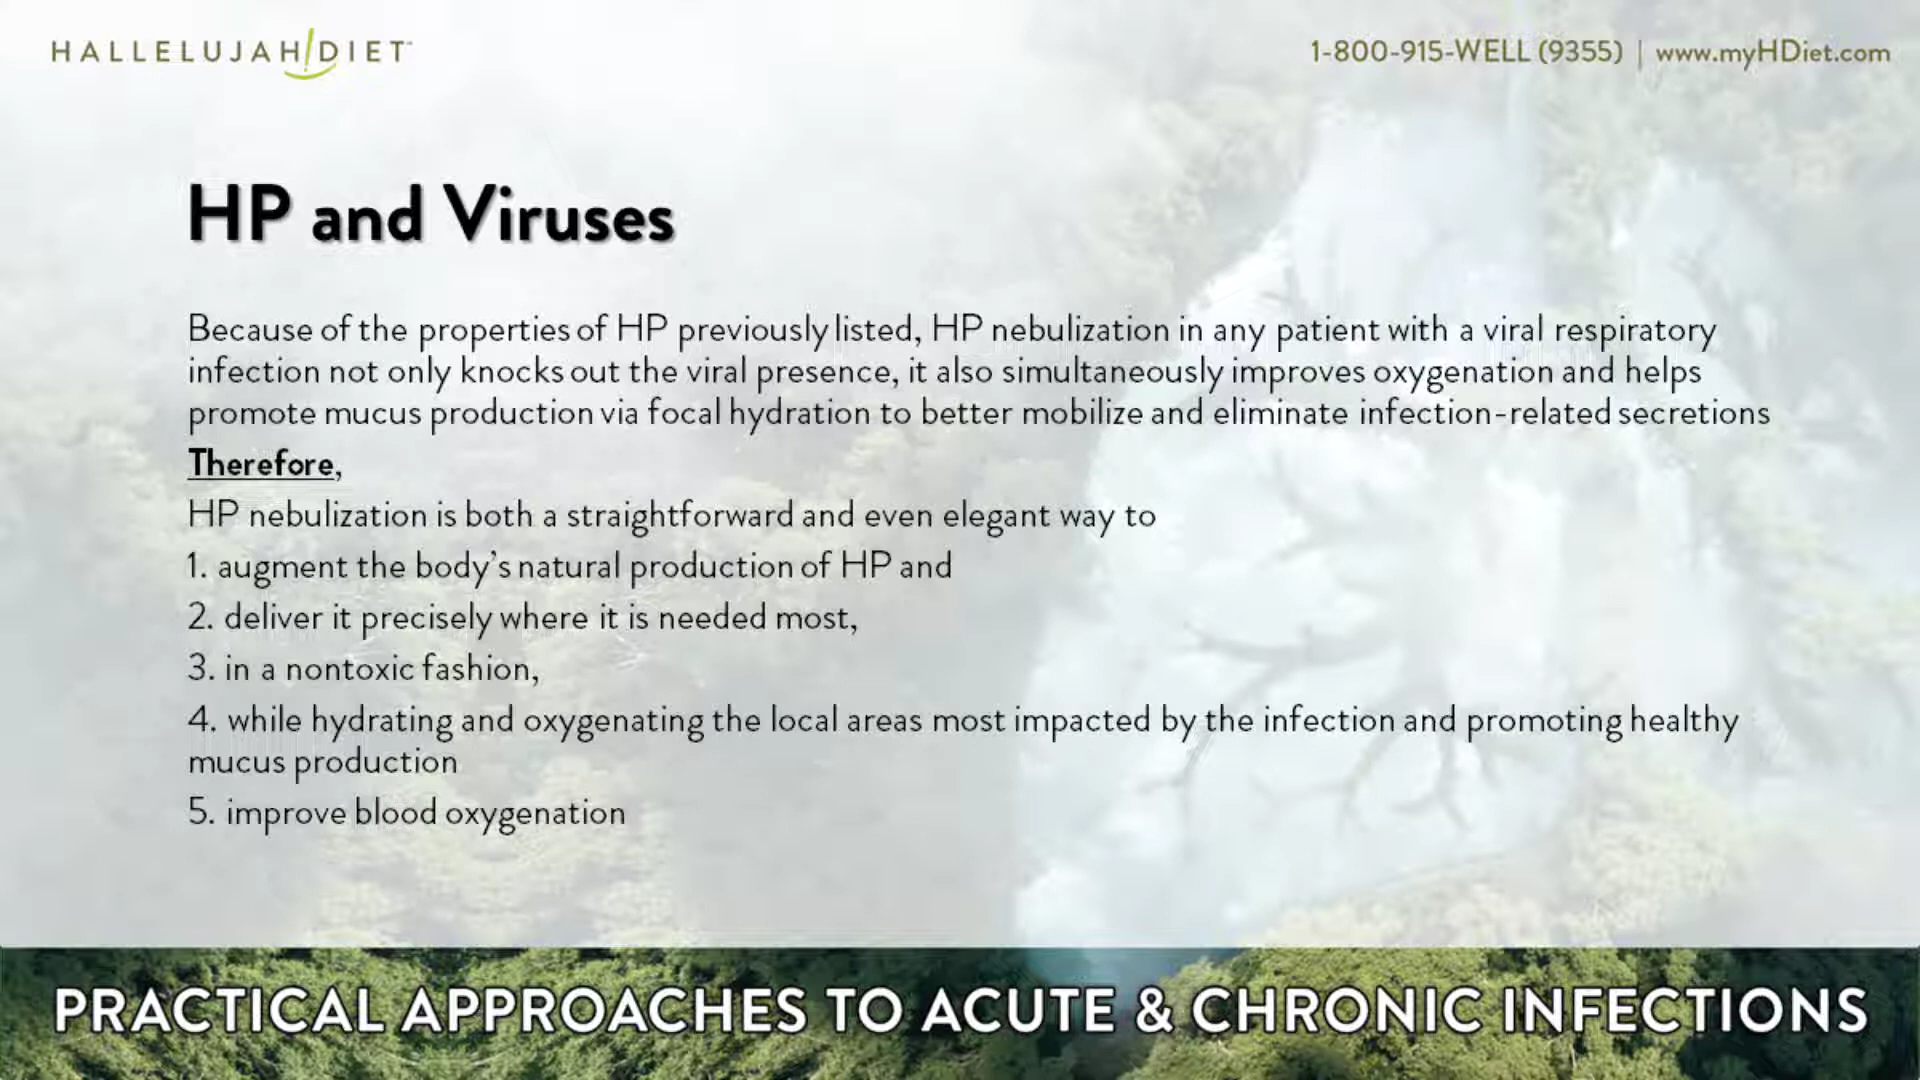 HALLELUJAH DIET™
1-800-915-WELL (9355) | www.myHDiet.com
HP and Viruses
Because of the properties of HP previously listed, HP nebulization in any patient with a viral respiratory
infection not only knocks out the viral presence, it also simultaneously improves oxygenation and helps
promote mucus production via focal hydration to better mobilize and eliminate infection-related secretions
Therefore,
HP nebulization is both a straightforward and even elegant way to
1. augment the body's natural production of HP and
2. deliver it precisely where it is needed most,
3. in a nontoxic fashion,
4. while hydrating and oxygenating the local areas most impacted by the infection and promoting healthy
mucus production
5. improve blood oxygenation
PRACTICAL APPROACHES TO ACUTE & CHRONIC INFECTIONS